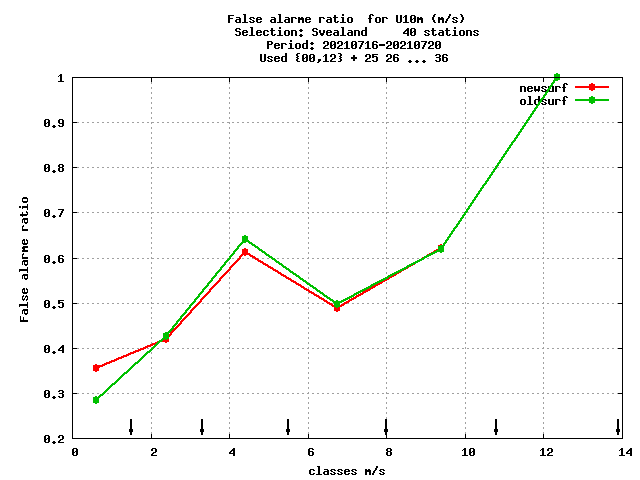 False alarme ratio  for U10m (m/s)
Selection: Svealand     40 stations
Period: 20210716-20210720
Used {00,12} + 25 26 ... 36
newsurf
oldsurf
1
0.9
0.8
0.7
0.6
0.5
0.4
0.3
0.2
False alarme ratio
0 2 4 6 8 10 12 14
classes m/s